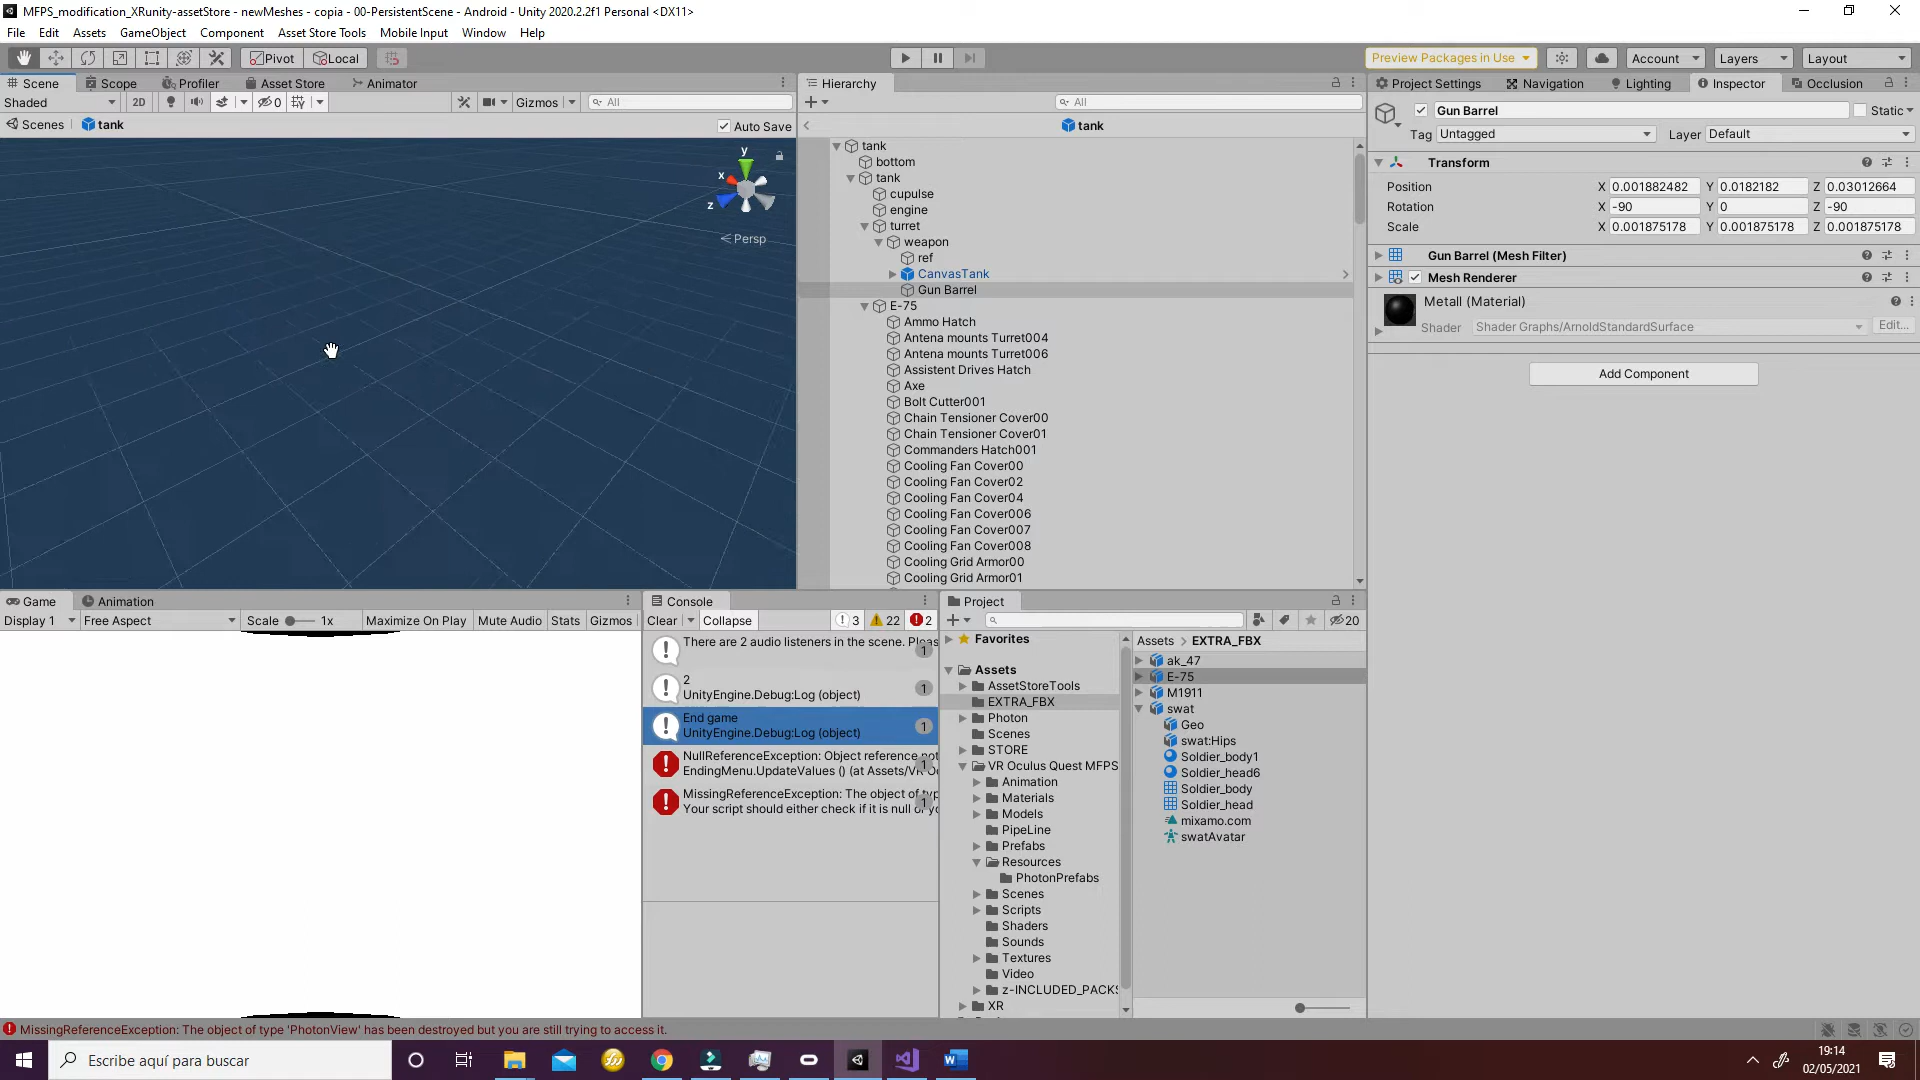 MFPS_modification_XRunity-assetStore - newMeshes - copia - 00-PersistentScene - Android - Unity 2020.2.2f1 Personal <DX11>
File Edit Assets GameObject Component Asset Store Tools Mobile Input Window Help
Pivot Local Preview Packages in Use Account Layers Layout
Scene Scope Profiler Asset Store Animator
Shaded 2D 0 Gizmos All
Scenes tank Auto Save
y
x
z
Persp
Hierarchy
All
tank
tank
bottom
tank
cupulse
engine
turret
weapon
ref
CanvasTank
Gun Barrel
E-75
Ammo Hatch
Antena mounts Turret004
Antena mounts Turret006
Assistent Drives Hatch
Axe
Bolt Cutter001
Chain Tensioner Cover00
Chain Tensioner Cover01
Commanders Hatch001
Cooling Fan Cover00
Cooling Fan Cover02
Cooling Fan Cover04
Cooling Fan Cover006
Cooling Fan Cover007
Cooling Fan Cover008
Cooling Grid Armor00
Cooling Grid Armor01
Project Settings Navigation Lighting Inspector Occlusion
Gun Barrel Static
Tag Untagged Layer Default
Transform
Position X 0.001882482 Y 0.0182182 Z 0.03012664
Rotation X -90 Y 0 Z -90
Scale X 0.001875178 Y 0.001875178 Z 0.001875178
Gun Barrel (Mesh Filter)
Mesh Renderer
Metall (Material)
Shader Shader Graphs/ArnoldStandardSurface Edit...
Add Component
Game Animation
Display 1 Free Aspect Scale 1x Maximize On Play Mute Audio Stats Gizmos
Console
Clear Collapse 3 22 2
There are 2 audio listeners in the scene. Pleas 1
2
UnityEngine.Debug:Log (object) 1
End game
UnityEngine.Debug:Log (object) 1
NullReferenceException: Object reference not
EndingMenu.UpdateValues () (at Assets/VR Oc 1
MissingReferenceException: The object of typ
Your script should either check if it is null or yo 1
Project
20
Favorites
Assets
AssetStoreTools
EXTRA_FBX
Photon
Scenes
STORE
VR Oculus Quest MFPS
Animation
Materials
Models
PipeLine
Prefabs
Resources
PhotonPrefabs
Scenes
Scripts
Shaders
Sounds
Textures
Video
z-INCLUDED_PACKS
XR
Assets > EXTRA_FBX
ak_47
E-75
M1911
swat
Geo
swat:Hips
Soldier_body1
Soldier_head6
Soldier_body
Soldier_head
mixamo.com
swatAvatar
MissingReferenceException: The object of type 'PhotonView' has been destroyed but you are still trying to access it.
Escribe aquí para buscar
19:14
02/05/2021